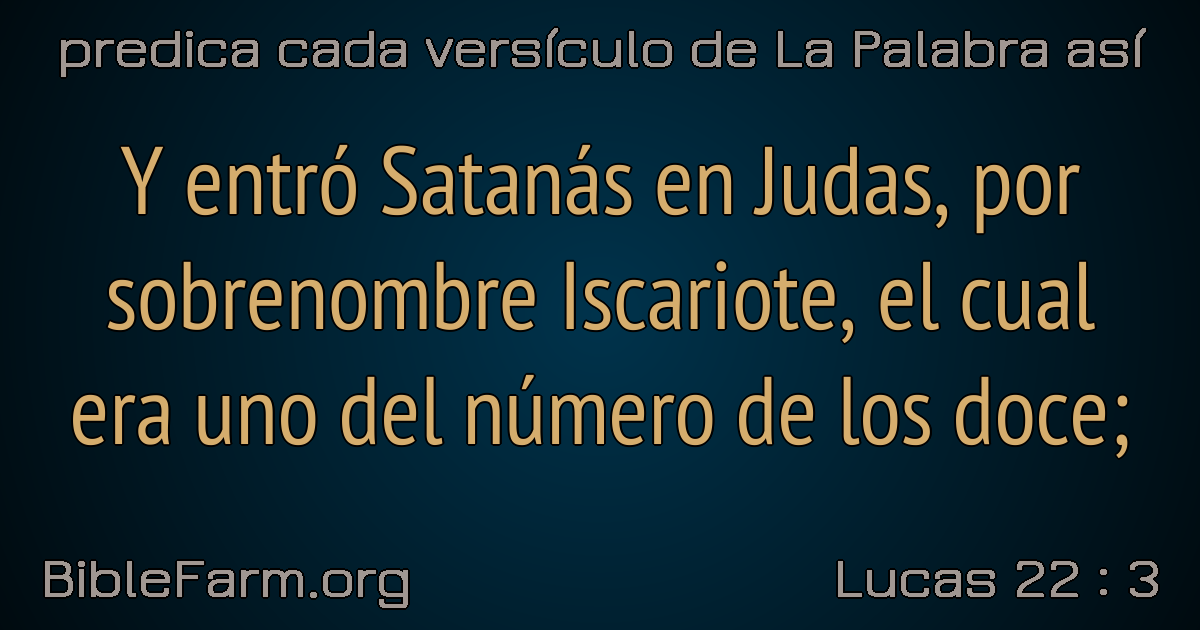 predica cada versículo de La Palabra así
Y entró Satanás en Judas, por
sobrenombre Iscariote, el cual
era uno del número de los doce;
BibleFarm.org
Lucas 22 : 3